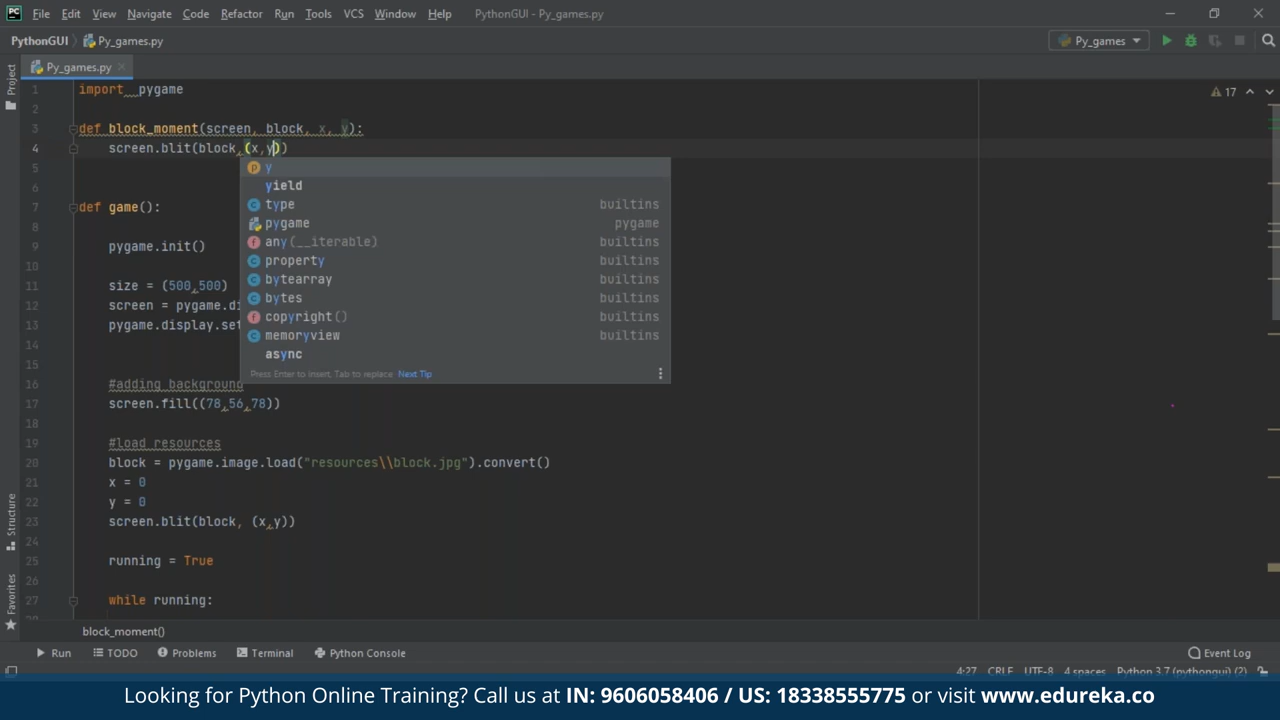 File Edit View Navigate Code Refactor Run Tools VCS Window Help PythonGUI - Py_games.py
PythonGUI Py_games.py Py_games
Project
Py_games.py
1 import pygame
17
2
3 def block_moment(screen, block, x, y):
4 screen.blit(block,(x,y))
5
y
6
yield
type builtins
7 def game():
pygame pygame
8
any(__iterable) builtins
9 pygame.init()
property builtins
10
bytearray builtins
11 size = (500,500)
bytes builtins
12 screen = pygame.di
copyright() builtins
13 pygame.display.set
memoryview builtins
14
async
15
Press Enter to insert, Tab to replace Next Tip
16 #adding background
17 screen.fill((78,56,78))
18
19 #load resources
20 block = pygame.image.load("resources\\block.jpg").convert()
21 x = 0
22 y = 0
23 screen.blit(block, (x,y))
25 running = True
26
27 while running:
Structure
Favorites
block_moment()
Run TODO Problems Terminal Python Console Event Log
4:27 CRLF UTF-8 4 spaces Python 3.7 (pythongui) (2)
Looking for Python Online Training? Call us at IN: 9606058406 / US: 18338555775 or visit www.edureka.co